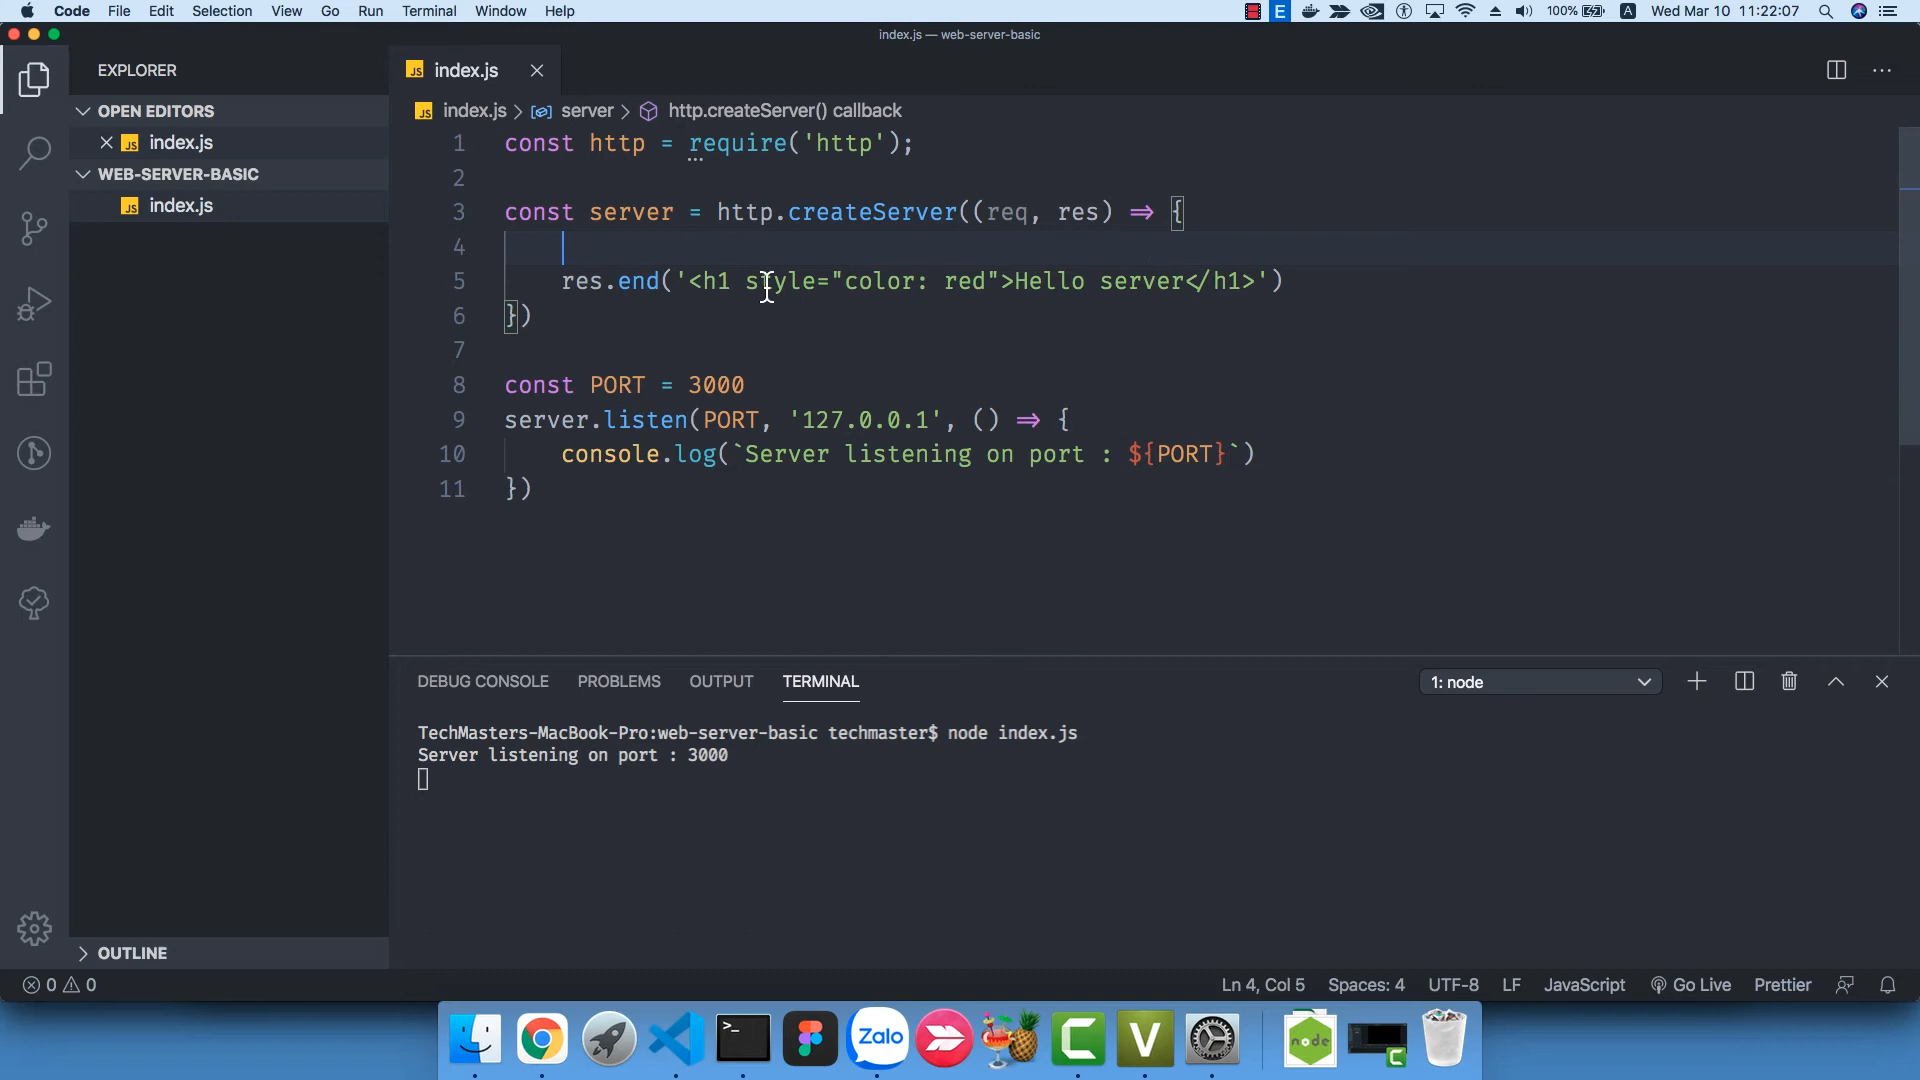 Code File Edit Selection View Go Run Terminal Window Help
E 100% A Wed Mar 10 11:22:07
index.js — web-server-basic
EXPLORER
OPEN EDITORS
JS index.js
WEB-SERVER-BASIC
JS index.js
OUTLINE
JS index.js
JS index.js > server > http.createServer() callback
1 const http = require('http');
2
3 const server = http.createServer((req, res) => {
4
5 res.end('<h1 style="color: red">Hello server</h1>')
6 })
7
8 const PORT = 3000
9 server.listen(PORT, '127.0.0.1', () => {
10 console.log(`Server listening on port : ${PORT}`)
11 })
DEBUG CONSOLE PROBLEMS OUTPUT TERMINAL 1: node
TechMasters-MacBook-Pro:web-server-basic techmaster$ node index.js
Server listening on port : 3000
0 0 Ln 4, Col 5 Spaces: 4 UTF-8 LF JavaScript Go Live Prettier
>_ Zalo C V node C